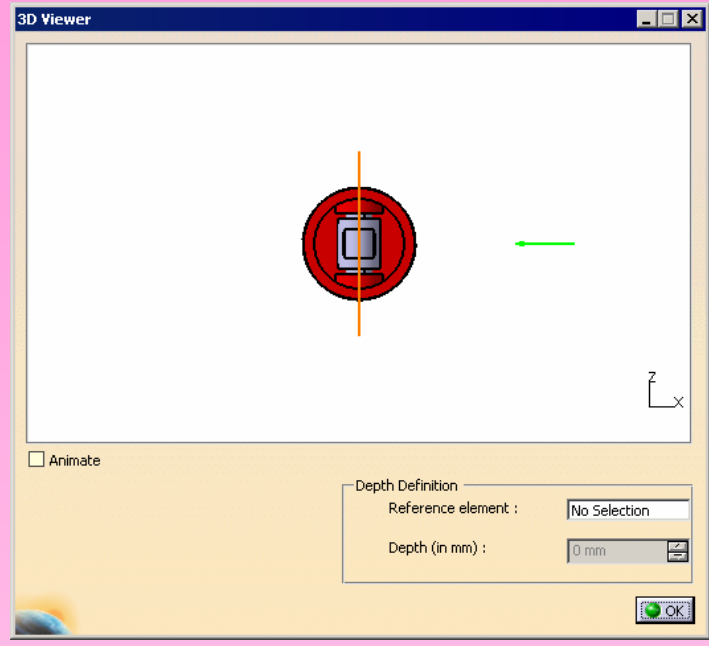 3D Viewer
Z
X
Animate
Depth Definition
Reference element :
No Selection
Depth (in mm) :
0 mm
OK